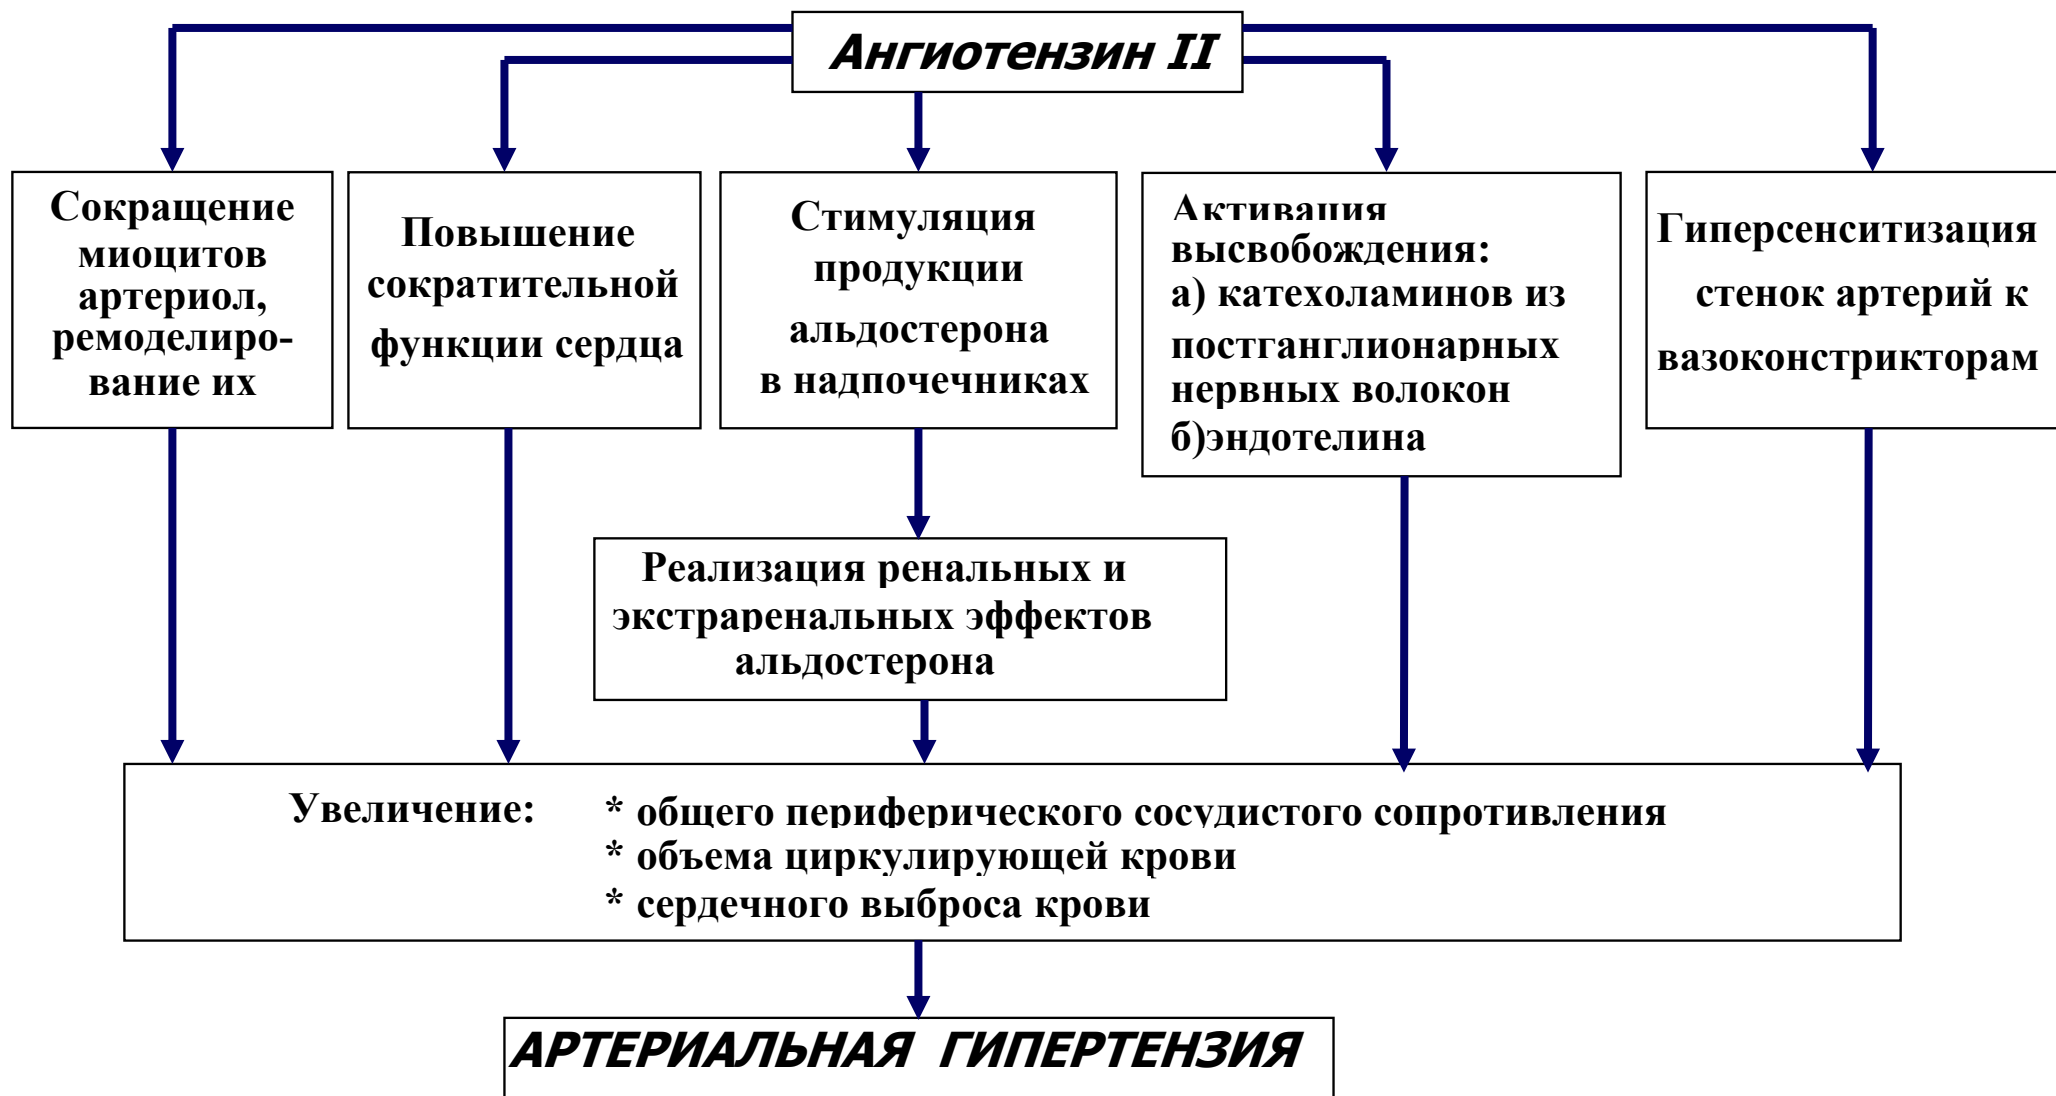 Ангиотензин II
Сокращение
миоцитов
артериол,
ремоделиро-
вание их
Повышение
сократительной
функции сердца
Стимуляция
продукции
альдостерона
в надпочечниках
Активация
высвобождения:
а) катехоламинов из
постганглионарных
нервных волокон
б)эндотелина
Гиперсенситизация
стенок артерий к
вазоконстрикторам
Реализация ренальных и
экстраренальных эффектов
альдостерона
Увеличение: * общего периферического сосудистого сопротивления
* объема циркулирующей крови
* сердечного выброса крови
АРТЕРИАЛЬНАЯ ГИПЕРТЕНЗИЯ